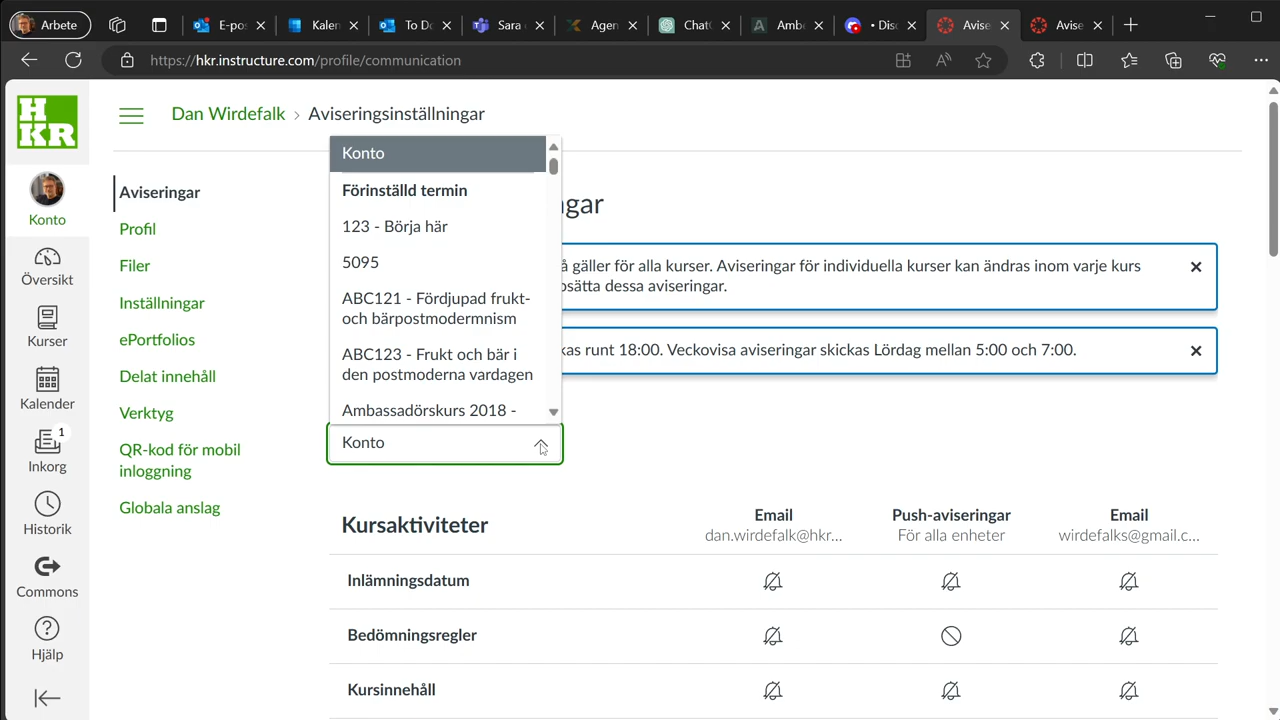 Arbete
E-pos
Kalen
To Do
Sara
Agen
ChatG
Amb
• Disc
Avise
Avise
https://hkr.instructure.com/profile/communication
HKR
Dan Wirdefalk › Aviseringsinställningar
Konto
Översikt
Kurser
Kalender
1
Inkorg
Historik
Commons
Hjälp
Aviseringar
Profil
Filer
Inställningar
ePortfolios
Delat innehåll
Verktyg
QR-kod för mobil
inloggning
Globala anslag
Konto
Förinställd termin
123 - Börja här
5095
ABC121 - Fördjupad frukt-
och bärpostmodermnism
ABC123 - Frukt och bär i
den postmoderna vardagen
Ambassadörskurs 2018 -
Konto
gar
å gäller för alla kurser. Aviseringar för individuella kurser kan ändras inom varje kurs
sätta dessa aviseringar.
kas runt 18:00. Veckovisa aviseringar skickas Lördag mellan 5:00 och 7:00.
Kursaktiviteter
Email
dan.wirdefalk@hkr...
Push-aviseringar
För alla enheter
Email
wirdefalks@gmail.c...
Inlämningsdatum
Bedömningsregler
Kursinnehåll